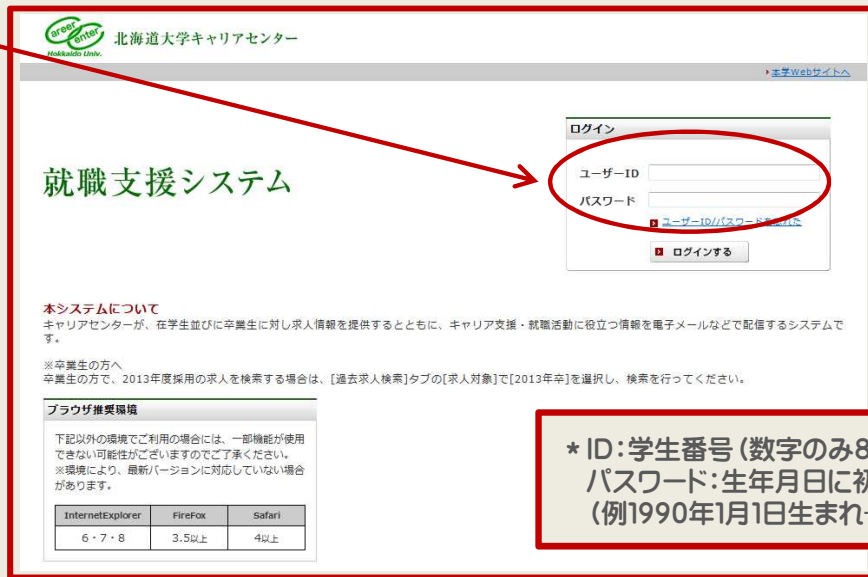 Career Center
Hokkaido Univ.
北海道大学キャリアセンター
本学Webサイトへ
就職支援システム
ログイン
ユーザーID
パスワード
ユーザーID/パスワードを忘れた
ログインする
本システムについて
キャリアセンターが、在学生並びに卒業生に対し求人情報を提供するとともに、キャリア支援・就職活動に役立つ情報を電子メールなどで配信するシステムで
す。
※卒業生の方へ
卒業生の方で、2013年度採用の求人を検索する場合は、[過去求人検索]タブの[求人対象]で[2013年卒]を選択し、検索を行ってください。
ブラウザ推奨環境
下記以外の環境でご利用の場合には、一部機能が使用
できない可能性がございますのでご了承ください。
※環境により、最新バージョンに対応していない場合
があります。
InternetExplorer FireFox Safari
6・7・8 3.5以上 4以上
*ID:学生番号(数字のみ8
パスワード:生年月日に初
(例1990年1月1日生まれ